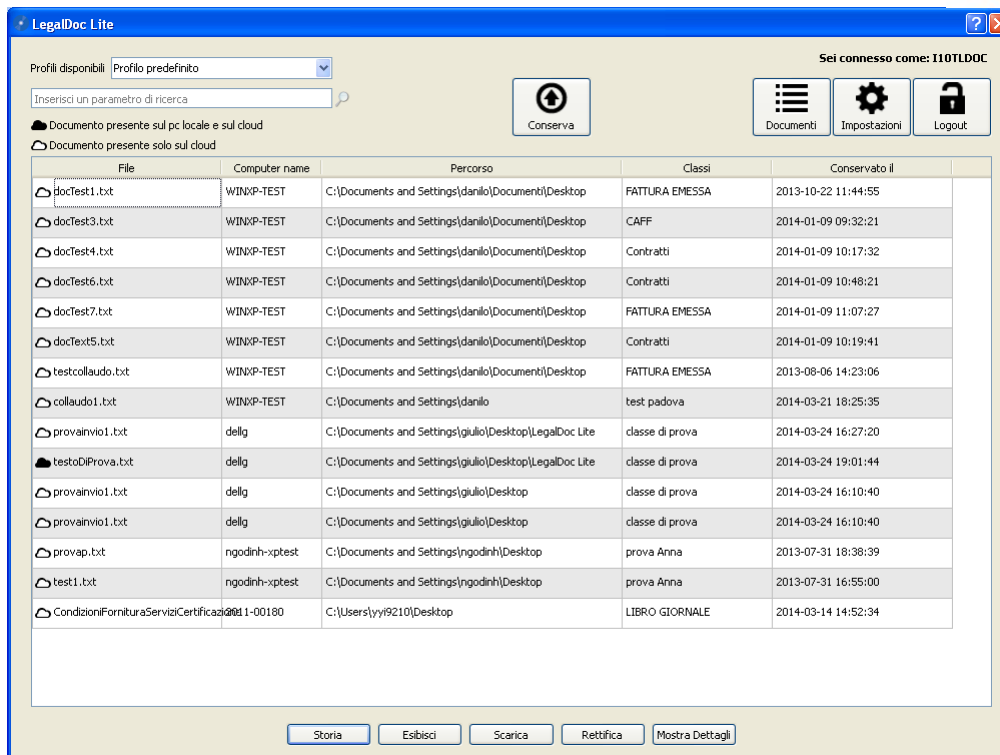 LegalDoc Lite
Sei connesso come: I10TLDOC
Profili disponibili Profilo predefinito
Inserisci un parametro di ricerca
Conserva
Documenti Impostazioni Logout
Documento presente sul pc locale e sul cloud
Documento presente solo sul cloud
File Computer name Percorso Classi Conservato il
docTest1.txt WINXP-TEST C:\Documents and Settings\danilo\Documenti\Desktop FATTURA EMESSA 2013-10-22 11:44:55
docTest3.txt WINXP-TEST C:\Documents and Settings\danilo\Documenti\Desktop CAFF 2014-01-09 09:32:21
docTest4.txt WINXP-TEST C:\Documents and Settings\danilo\Documenti\Desktop Contratti 2014-01-09 10:17:32
docTest6.txt WINXP-TEST C:\Documents and Settings\danilo\Documenti\Desktop Contratti 2014-01-09 10:48:21
docTest7.txt WINXP-TEST C:\Documents and Settings\danilo\Documenti\Desktop FATTURA EMESSA 2014-01-09 11:07:27
docText5.txt WINXP-TEST C:\Documents and Settings\danilo\Documenti\Desktop Contratti 2014-01-09 10:19:41
testcollaudo.txt WINXP-TEST C:\Documents and Settings\danilo\Documenti\Desktop FATTURA EMESSA 2013-08-06 14:23:06
collaudo1.txt WINXP-TEST C:\Documents and Settings\danilo test padova 2014-03-21 18:25:35
provainvio1.txt dellg C:\Documents and Settings\giulio\Desktop\LegalDoc Lite classe di prova 2014-03-24 16:27:20
testoDiProva.txt dellg C:\Documents and Settings\giulio\Desktop\LegalDoc Lite classe di prova 2014-03-24 19:01:44
provainvio1.txt dellg C:\Documents and Settings\giulio\Desktop classe di prova 2014-03-24 16:10:40
provainvio1.txt dellg C:\Documents and Settings\giulio\Desktop classe di prova 2014-03-24 16:10:40
provap.txt ngodinh-xptest C:\Documents and Settings\ngodinh\Desktop prova Anna 2013-07-31 18:38:39
test1.txt ngodinh-xptest C:\Documents and Settings\ngodinh\Desktop prova Anna 2013-07-31 16:55:00
CondizioniFornituraServiziCertificazione 2011-00180 C:\Users\yyi9210\Desktop LIBRO GIORNALE 2014-03-14 14:52:34
Storia Esibisci Scarica Rettifica Mostra Dettagli